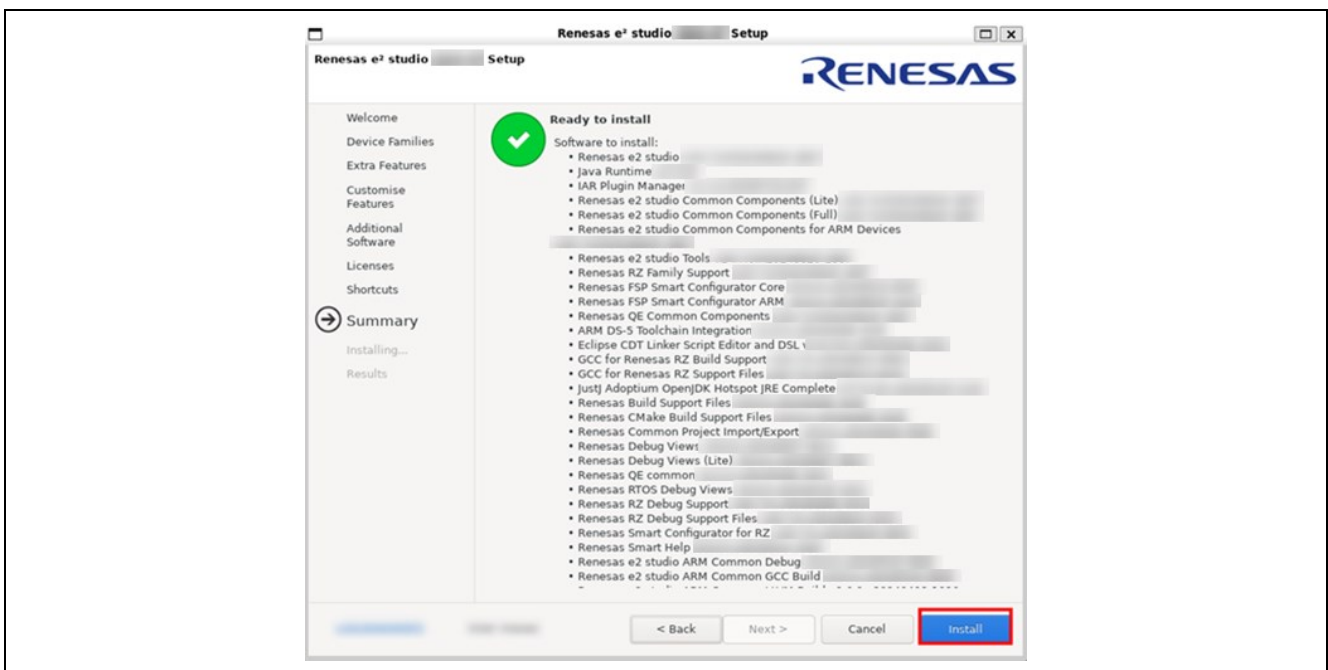 Renesas e² studio Setup
Renesas e² studio Setup
RENESAS
Welcome
Device Families
Extra Features
Customise
Features
Additional
Software
Licenses
Shortcuts
Summary
Installing...
Results
Ready to install
Software to install:
• Renesas e2 studio
• Java Runtime
• IAR Plugin Manager
• Renesas e2 studio Common Components (Lite)
• Renesas e2 studio Common Components (Full)
• Renesas e2 studio Common Components for ARM Devices
• Renesas e2 studio Tools
• Renesas RZ Family Support
• Renesas FSP Smart Configurator Core
• Renesas FSP Smart Configurator ARM
• Renesas QE Common Components
• ARM DS-5 Toolchain Integration
• Eclipse CDT Linker Script Editor and DSL
• GCC for Renesas RZ Build Support
• GCC for Renesas RZ Support Files
• JustJ Adoptium OpenJDK Hotspot JRE Complete
• Renesas Build Support Files
• Renesas CMake Build Support Files
• Renesas Common Project Import/Export
• Renesas Debug Views
• Renesas Debug Views (Lite)
• Renesas QE common
• Renesas RTOS Debug Views
• Renesas RZ Debug Support
• Renesas RZ Debug Support Files
• Renesas Smart Configurator for RZ
• Renesas Smart Help
• Renesas e2 studio ARM Common Debug
• Renesas e2 studio ARM Common GCC Build
< Back
Next >
Cancel
Install